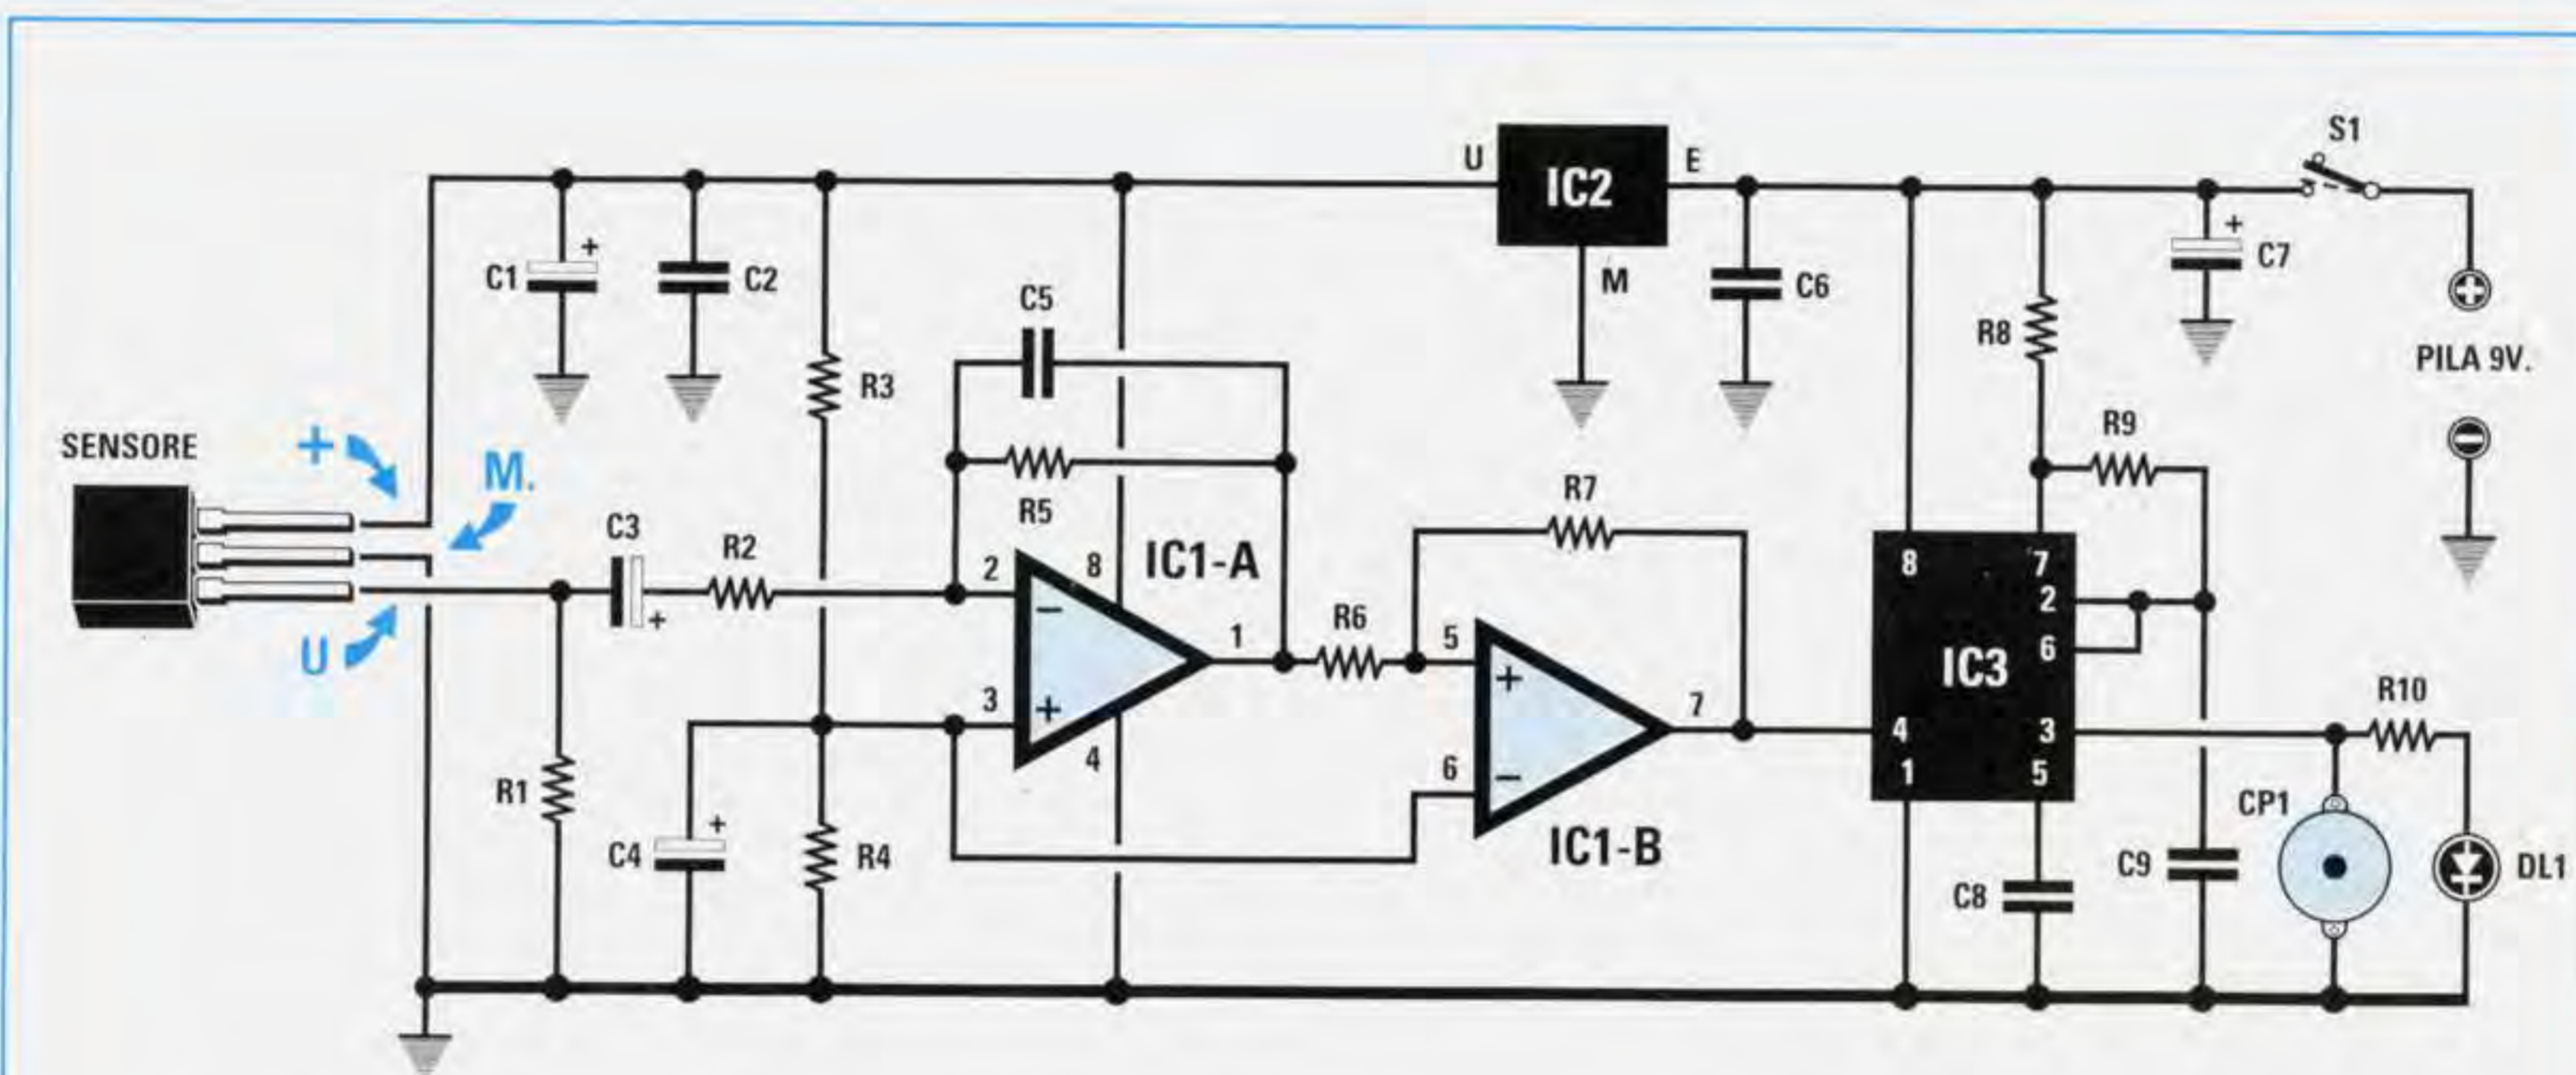 S1
U
IC2
E
+
C1
C2
+
C7
C5
M
C6
R8
R3
PILA 9V.
R9
SENSORE
+
M.
R7
R5
C3
R2
IC1-A
2
8
8
7
−
2
+
R6
1
5
6
U
IC3
+
3
+
R10
7
4
3
4
6
−
1
5
R1
CP1
+
C4
R4
IC1-B
C9
DL1
C8